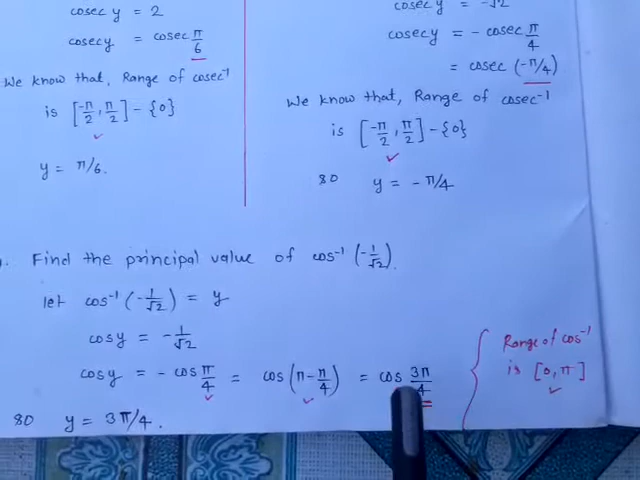 cosec y = 2
cosec y = cosec π/6
We know that, Range of cosec⁻¹
is [-π/2, π/2] - {0}
y = π/6.
cosec y = -√2
cosec y = - cosec π/4
= cosec (-π/4)
We know that, Range of cosec⁻¹
is [-π/2, π/2] - {0}
so y = - π/4
Find the principal value of cos⁻¹ (-1/√2).
let cos⁻¹ (-1/√2) = y
cos y = - 1/√2
cos y = - cos π/4 = cos (π - π/4) = cos 3π/4
so y = 3π/4.
Range of cos⁻¹
is [0, π]